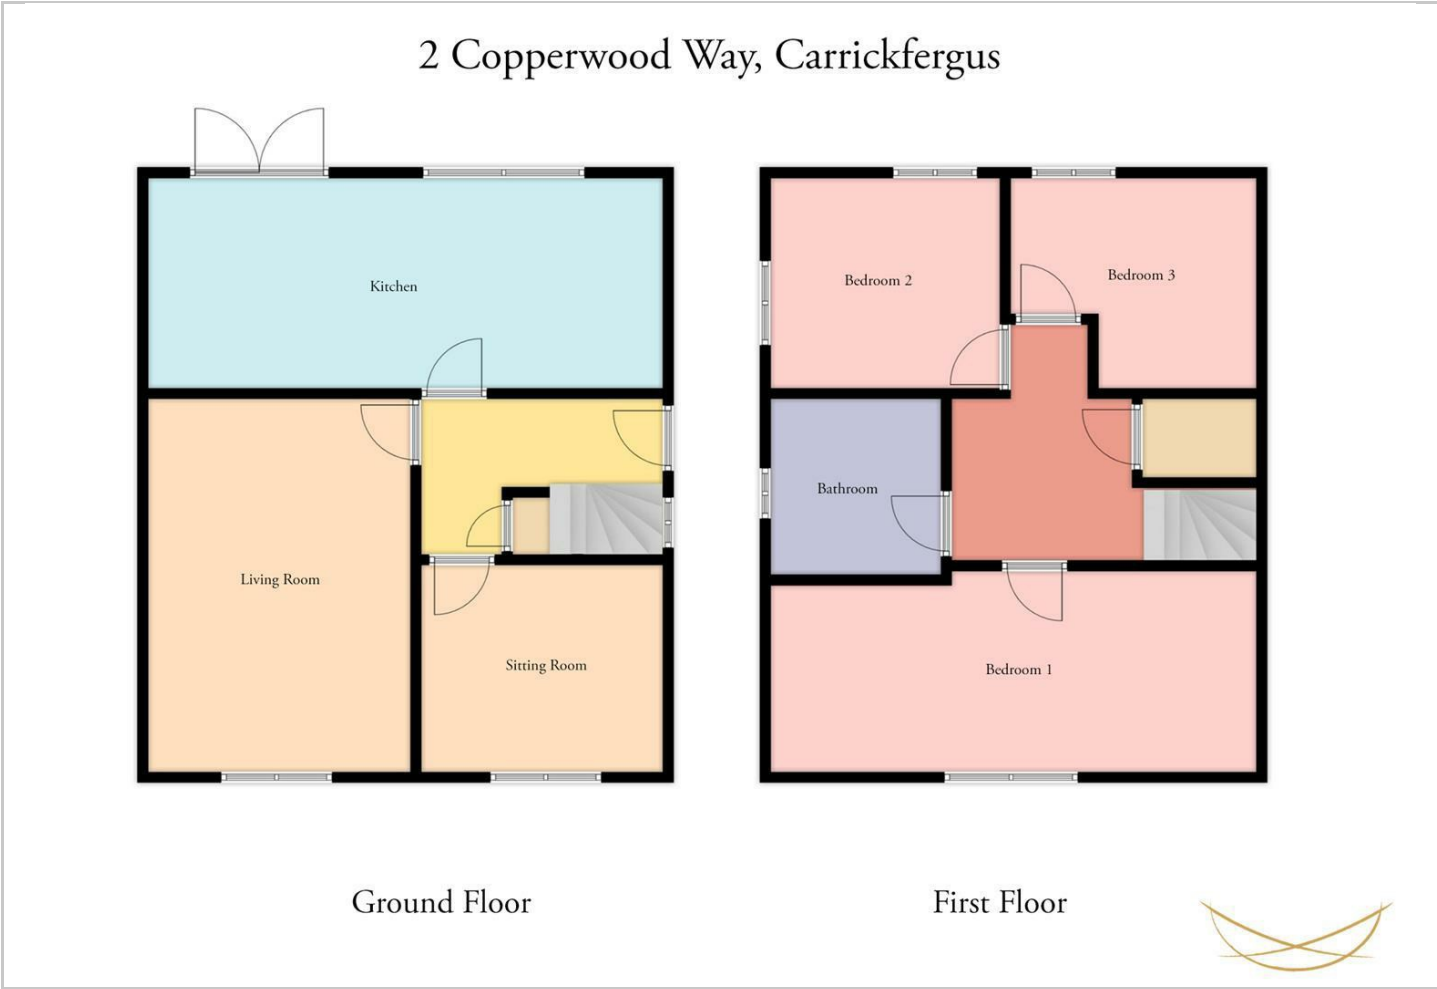 2 Copperwood Way, Carrickfergus
Kitchen
Living Room
Sitting Room
Bedroom 2
Bedroom 3
Bathroom
Bedroom 1
Ground Floor
First Floor